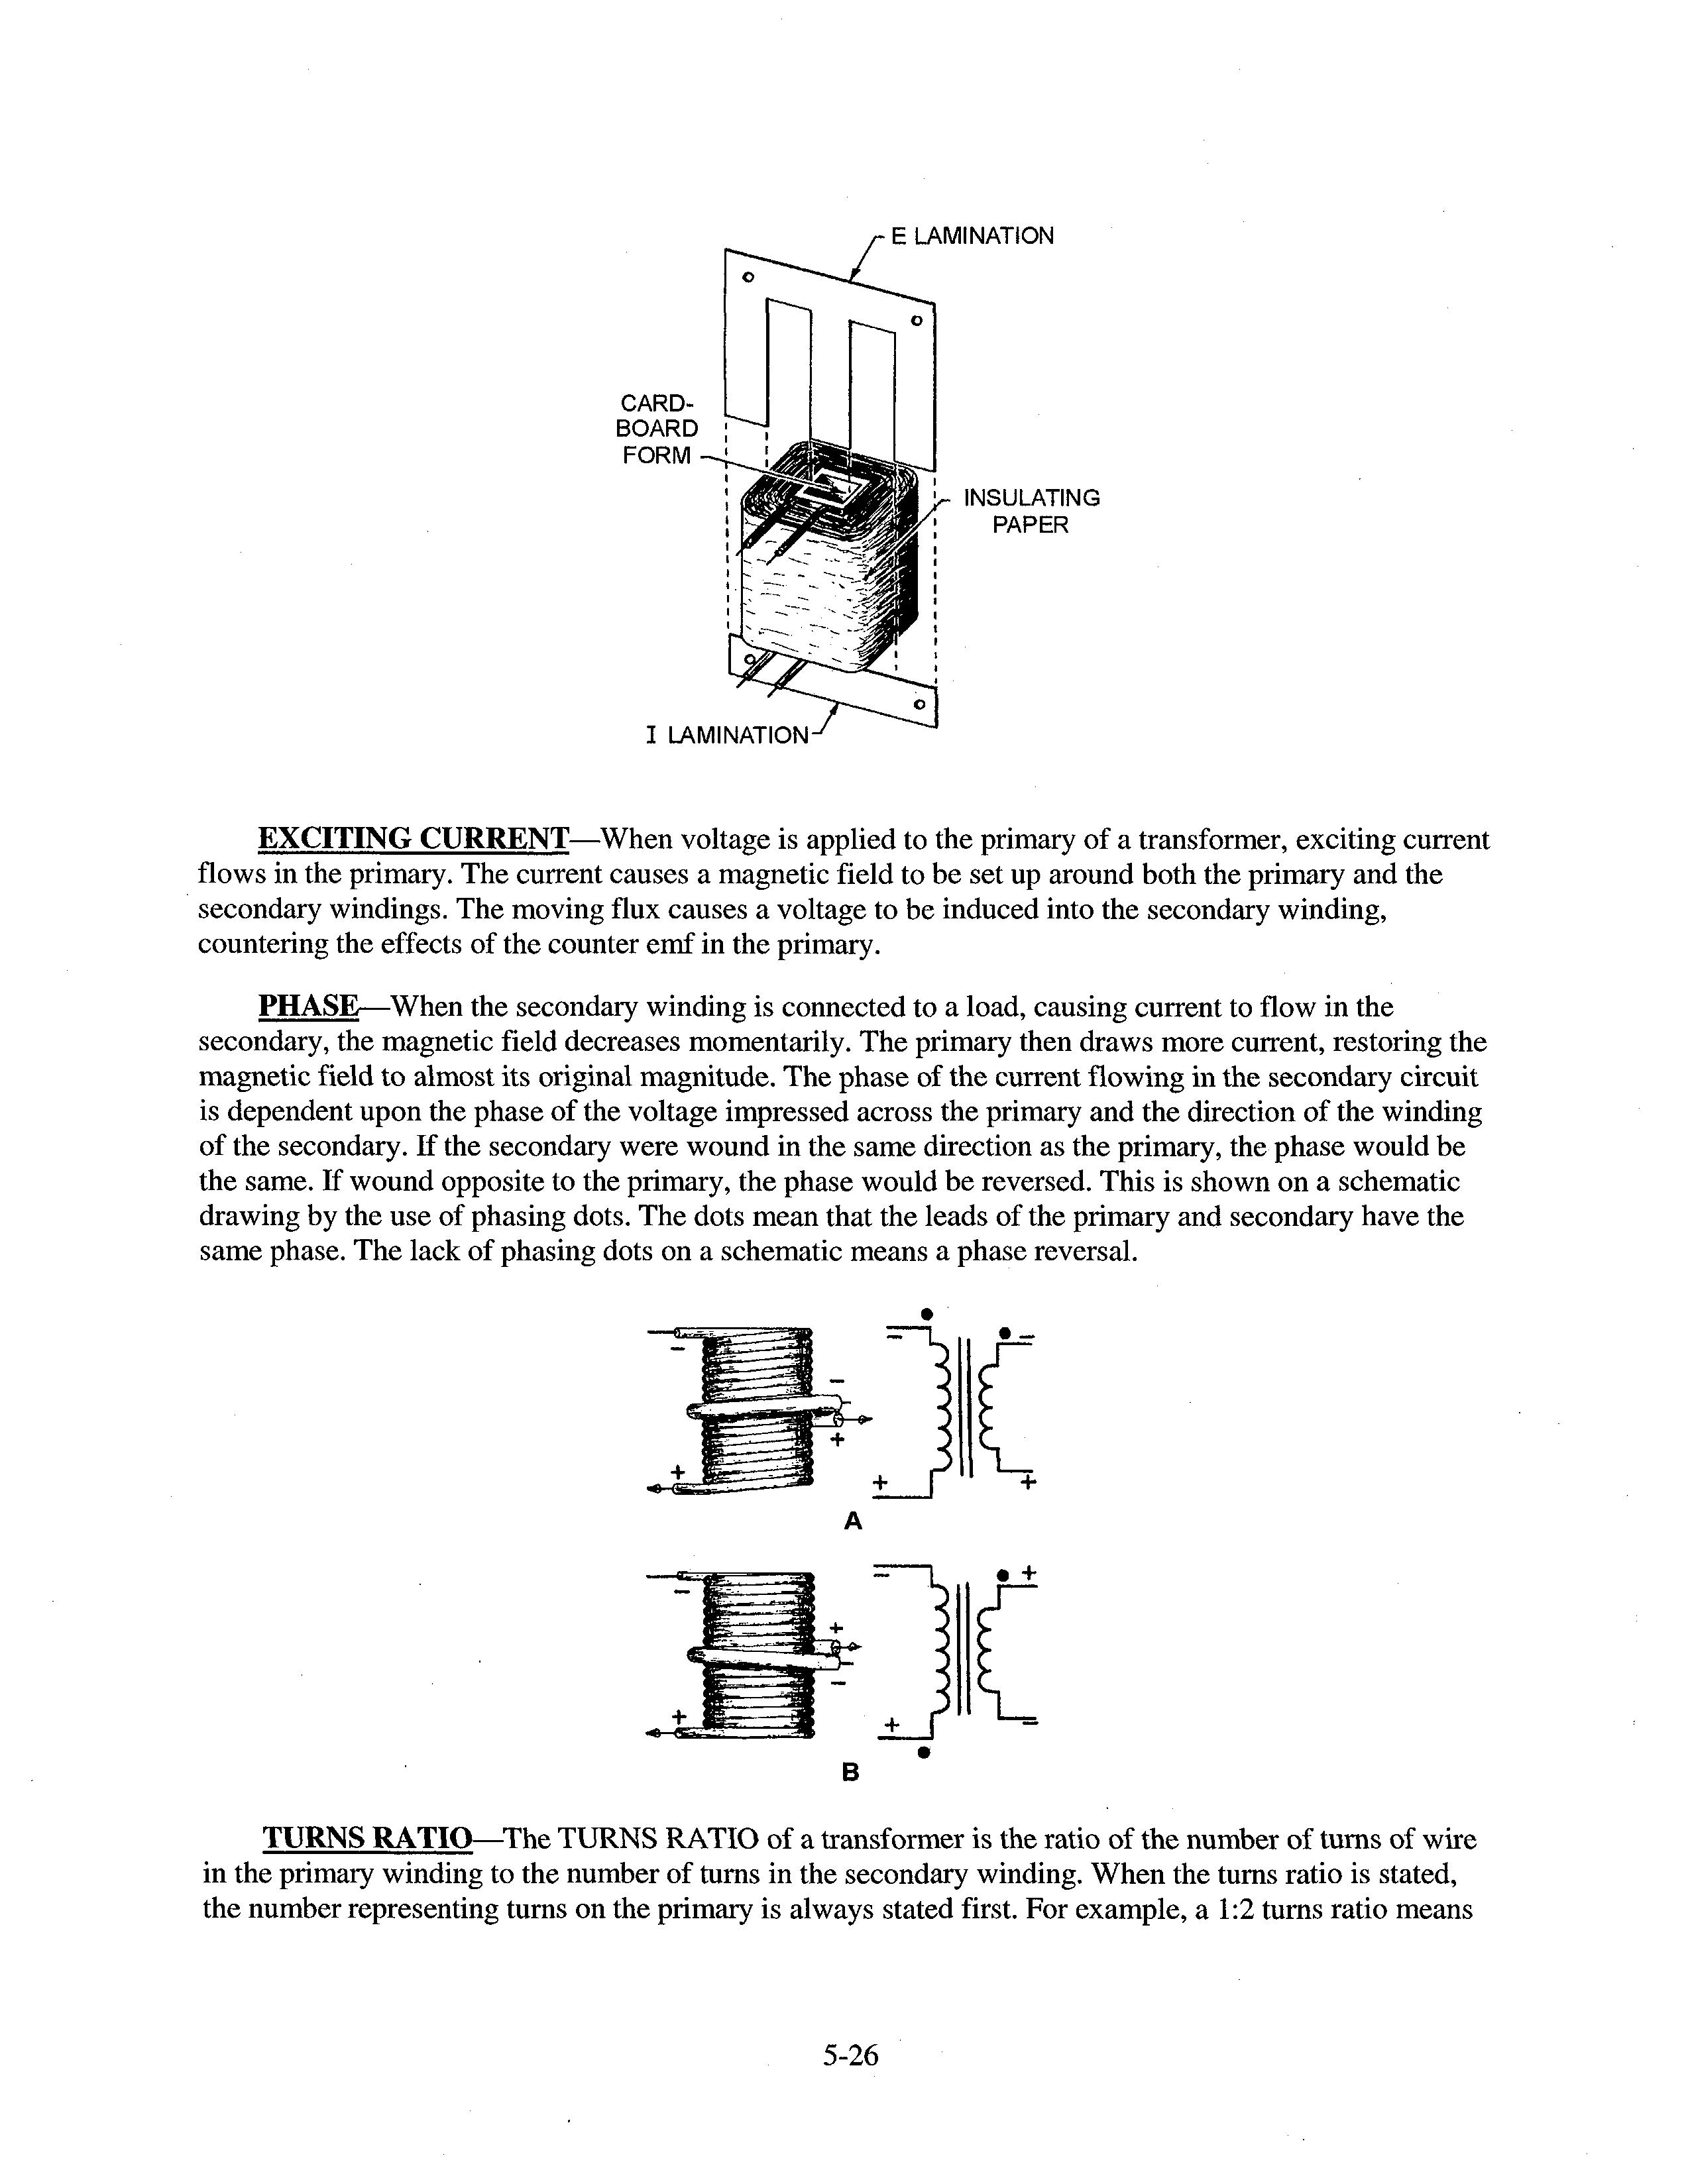 E LAMINATION
CARD-
BOARD
FORM
INSULATING
PAPER
I LAMINATION
EXCITING CURRENT—When voltage is applied to the primary of a transformer, exciting current
flows in the primary. The current causes a magnetic field to be set up around both the primary and the
secondary windings. The moving flux causes a voltage to be induced into the secondary winding,
countering the effects of the counter emf in the primary.
PHASE—When the secondary winding is connected to a load, causing current to flow in the
secondary, the magnetic field decreases momentarily. The primary then draws more current, restoring the
magnetic field to almost its original magnitude. The phase of the current flowing in the secondary circuit
is dependent upon the phase of the voltage impressed across the primary and the direction of the winding
of the secondary. If the secondary were wound in the same direction as the primary, the phase would be
the same. If wound opposite to the primary, the phase would be reversed. This is shown on a schematic
drawing by the use of phasing dots. The dots mean that the leads of the primary and secondary have the
same phase. The lack of phasing dots on a schematic means a phase reversal.
− − −
−
+
+ + +
A
− − +
+
−
+ + −
B
TURNS RATIO—The TURNS RATIO of a transformer is the ratio of the number of turns of wire
in the primary winding to the number of turns in the secondary winding. When the turns ratio is stated,
the number representing turns on the primary is always stated first. For example, a 1:2 turns ratio means
5-26